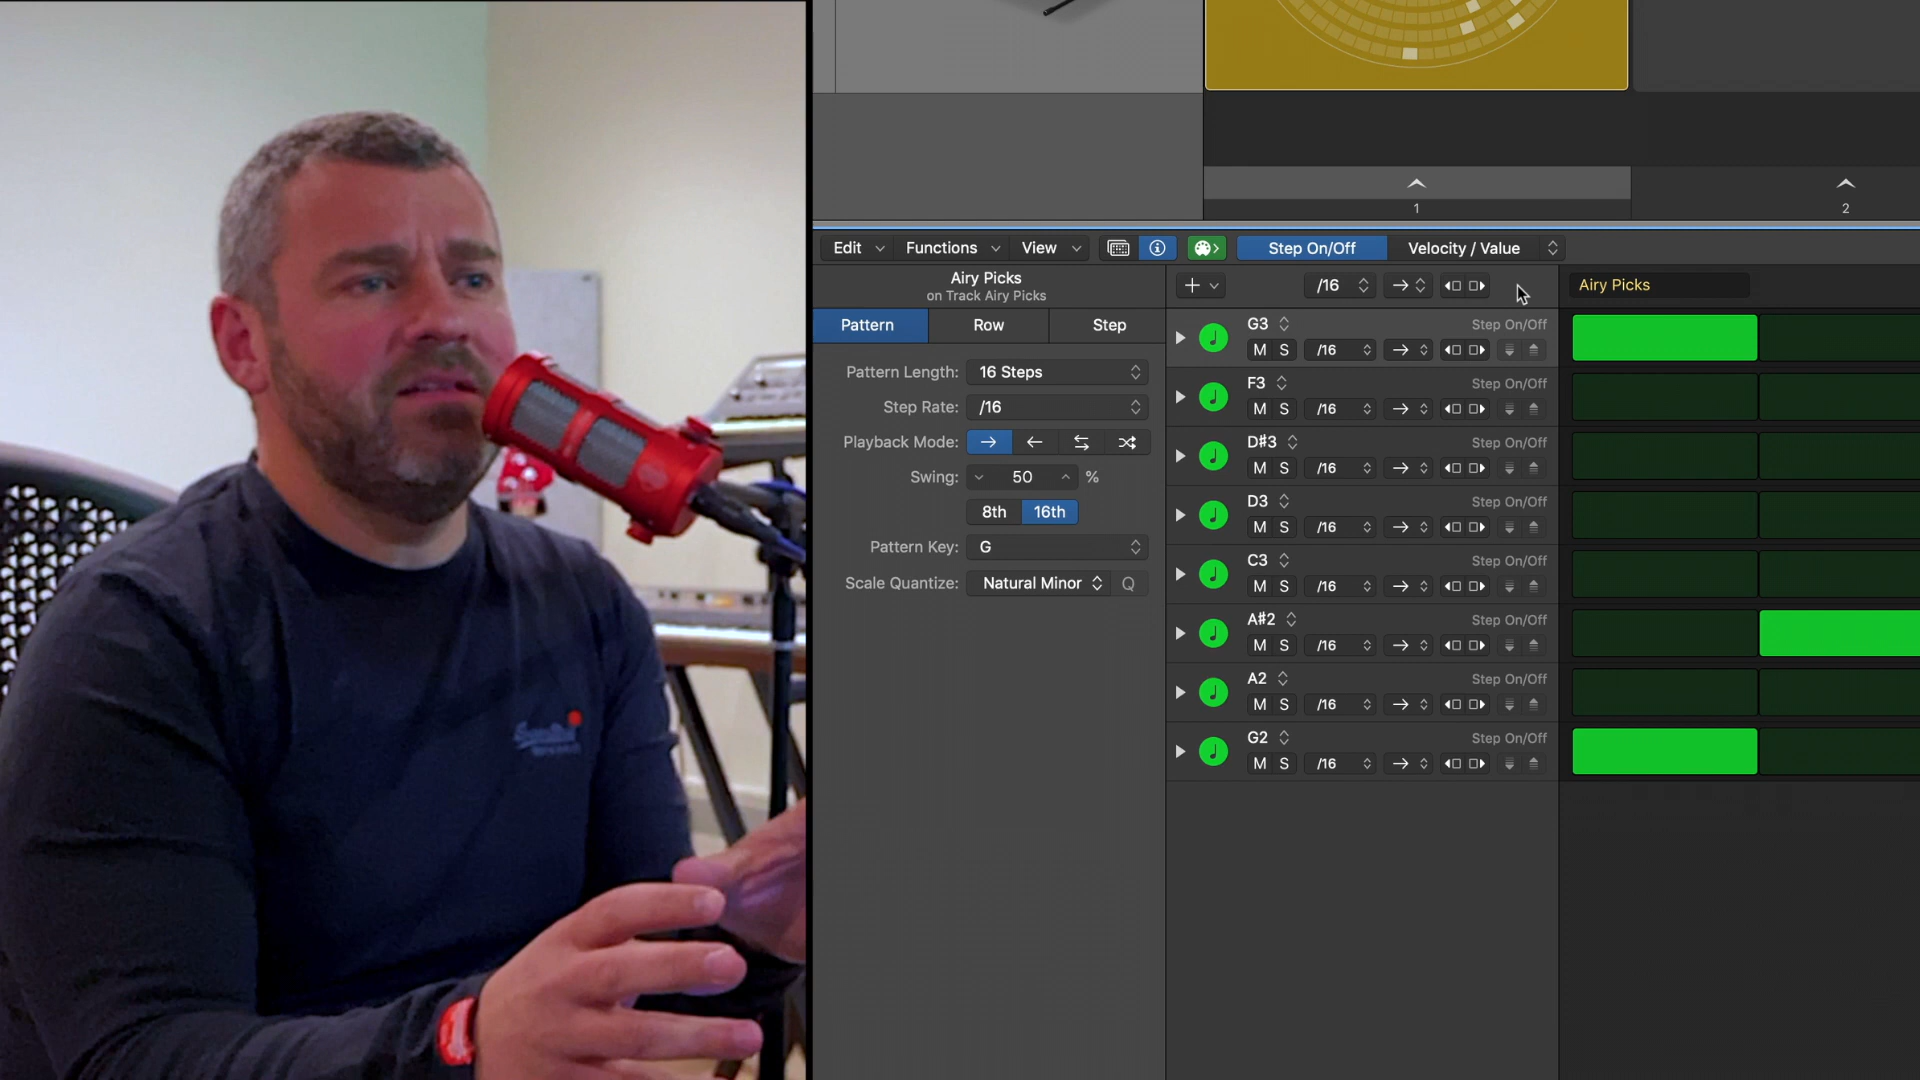 1
2
Edit Functions View Step On/Off Velocity / Value
Airy Picks
on Track Airy Picks
/16
Airy Picks
Pattern Row Step
Pattern Length: 16 Steps
Step Rate: /16
Playback Mode:
Swing: 50 %
8th 16th
Pattern Key: G
Scale Quantize: Natural Minor Q
G3 Step On/Off
M S /16
F3 Step On/Off
M S /16
D#3 Step On/Off
M S /16
D3 Step On/Off
M S /16
C3 Step On/Off
M S /16
A#2 Step On/Off
M S /16
A2 Step On/Off
M S /16
G2 Step On/Off
M S /16